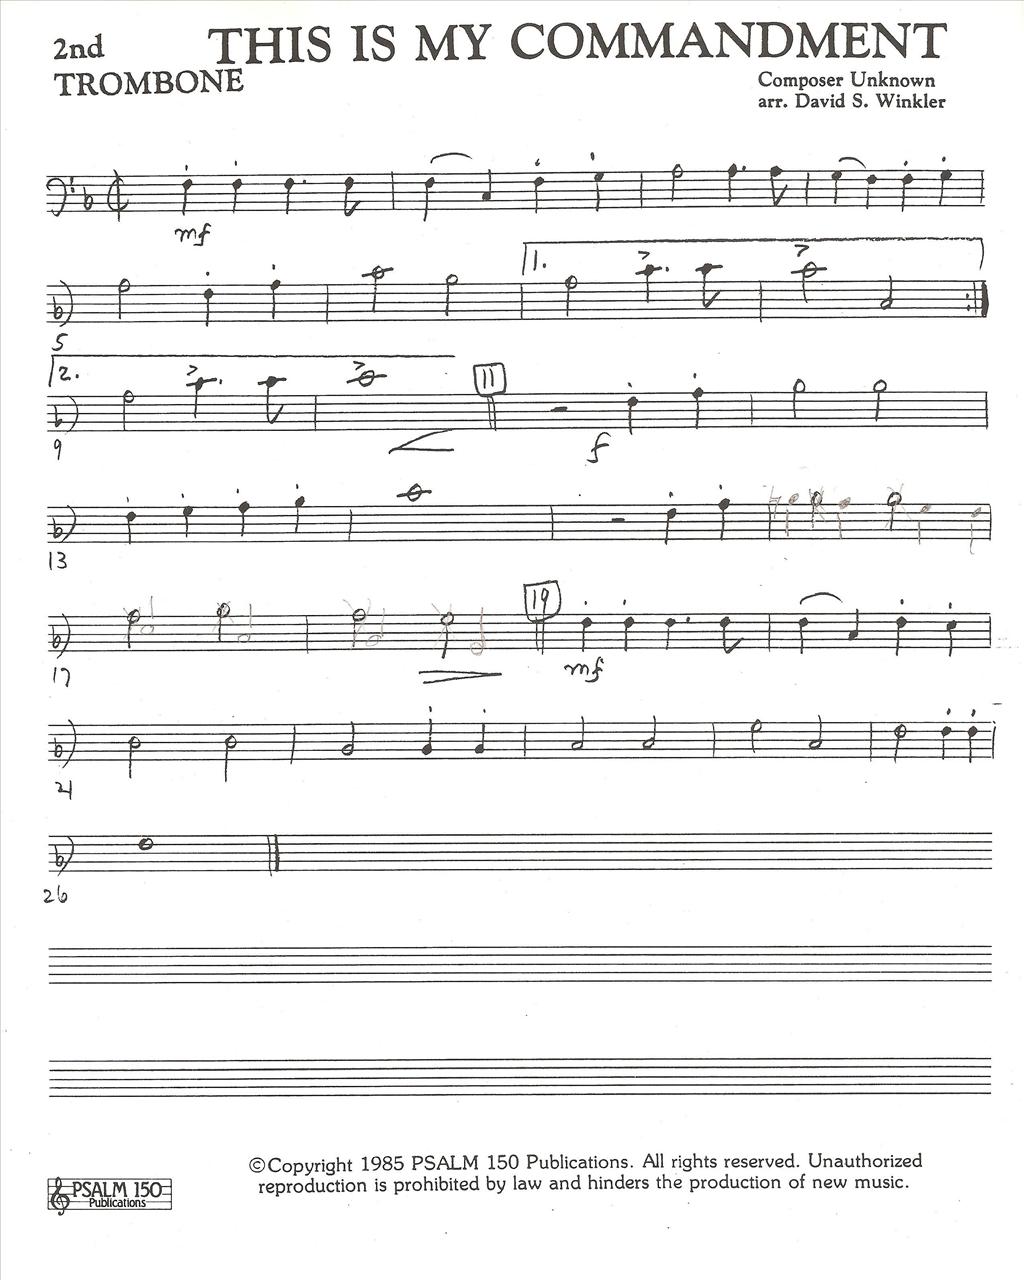 2nd
TROMBONE
THIS IS MY COMMANDMENT
Composer Unknown
arr. David S. Winkler
mf
1.
5
2.
11
9
f
13
19
17
mf
21
26
©Copyright 1985 PSALM 150 Publications. All rights reserved. Unauthorized
reproduction is prohibited by law and hinders the production of new music.
PSALM 150
Publications